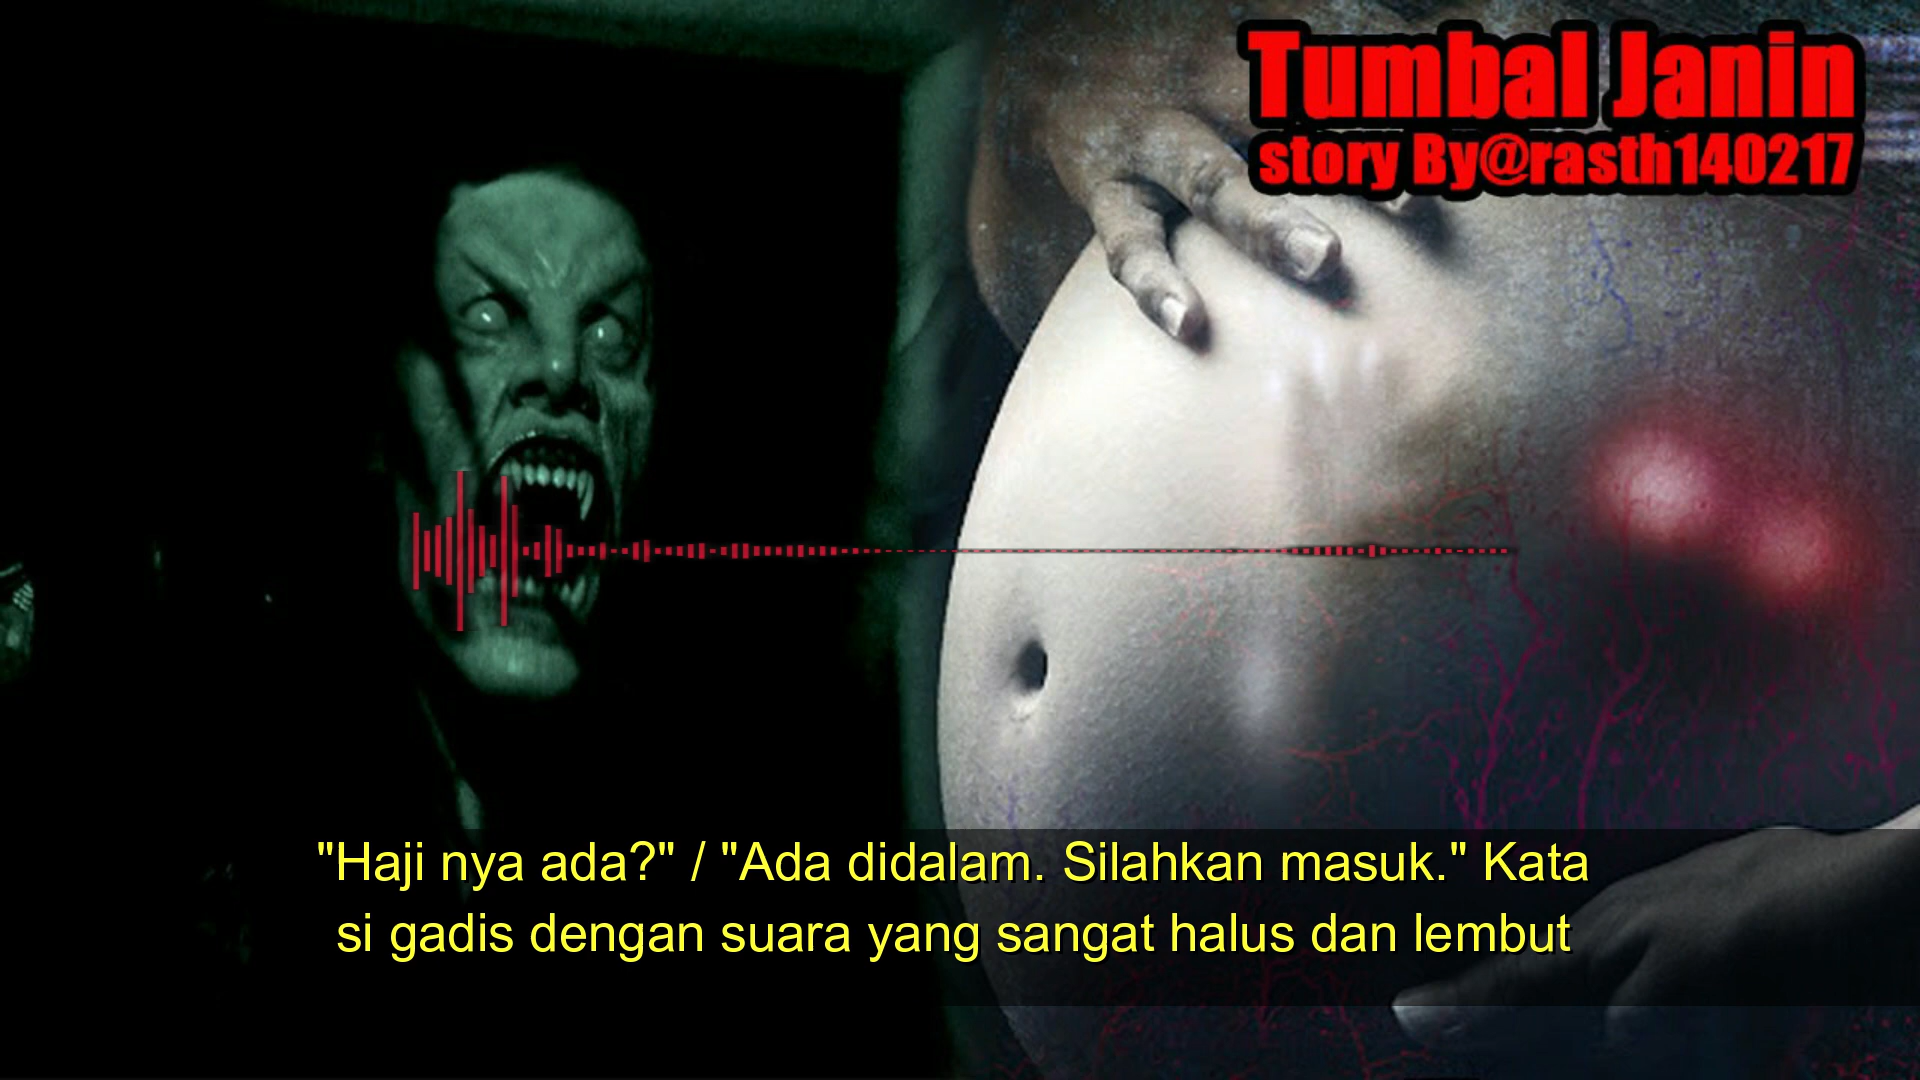 Tumbal Janin
story By@rasth140217
"Haji nya ada?" / "Ada didalam. Silahkan masuk." Kata
si gadis dengan suara yang sangat halus dan lembut